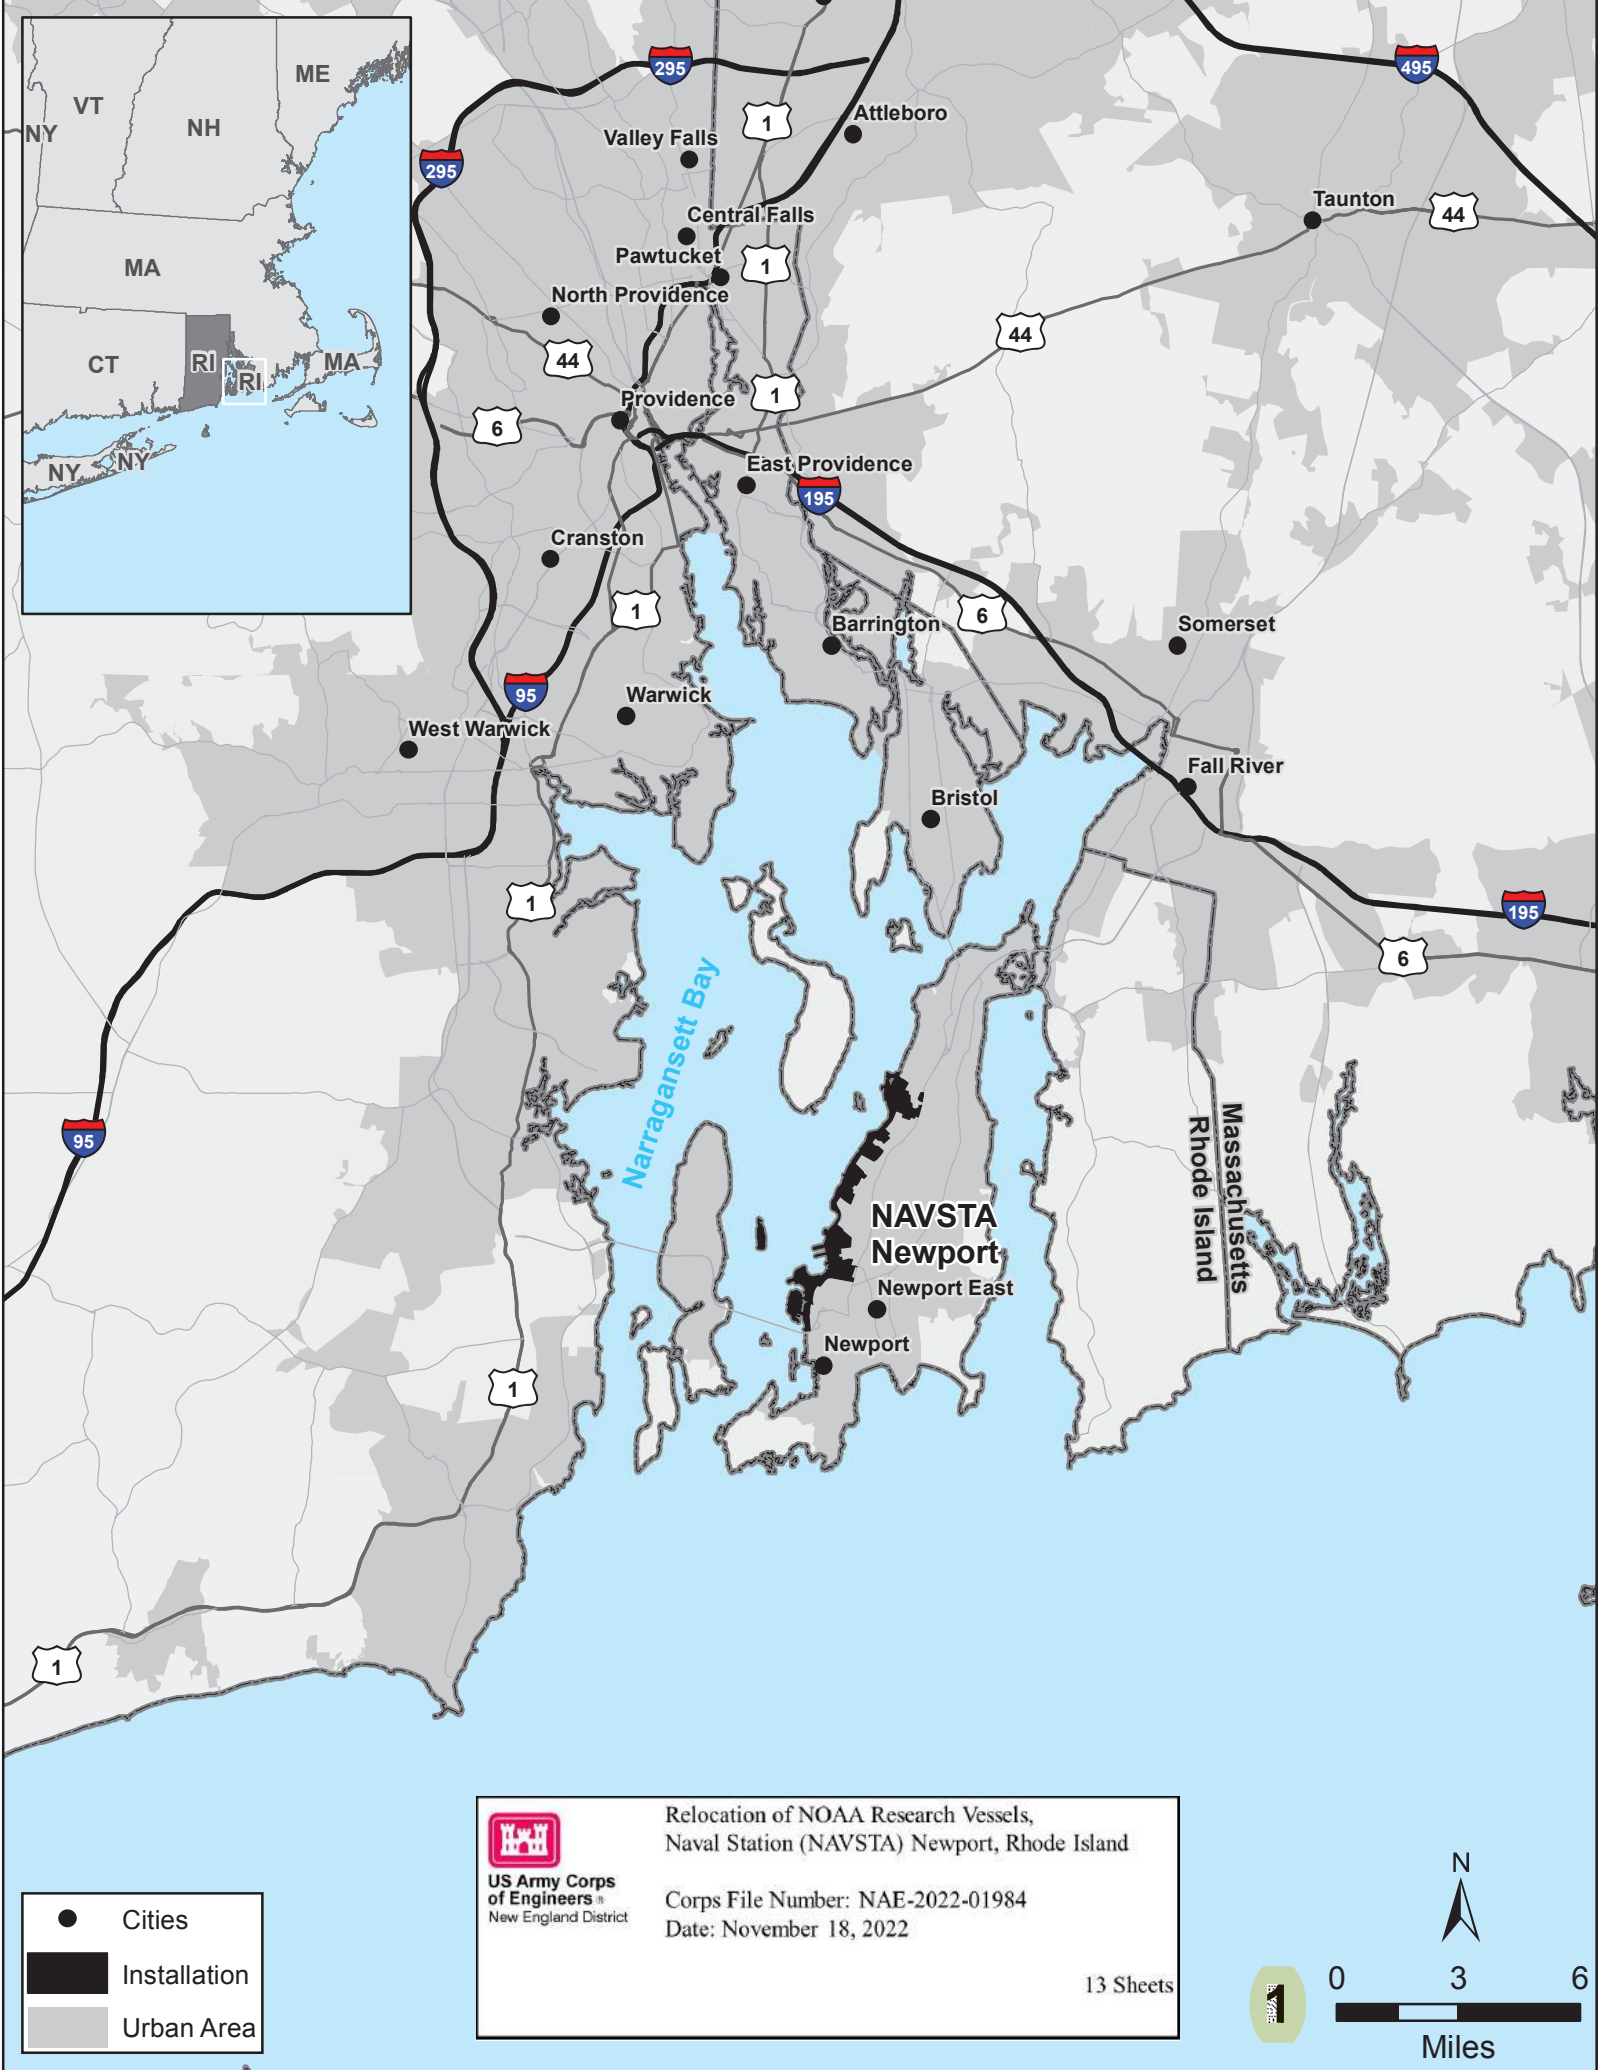 ME
VT
NY
NH
MA
CT
RI
RI
MA
NY
NY
295
495
1
Attleboro
Valley Falls
295
Taunton
44
Central Falls
Pawtucket
1
North Providence
44
44
1
Providence
6
East Providence
195
Cranston
1
Barrington
6
Somerset
95
Warwick
West Warwick
Fall River
Bristol
1
195
6
Narragansett Bay
95
Massachusetts
Rhode Island
NAVSTA
Newport
Newport East
Newport
1
1
US Army Corps
of Engineers ®
New England District
Relocation of NOAA Research Vessels,
Naval Station (NAVSTA) Newport, Rhode Island
Corps File Number: NAE-2022-01984
Date: November 18, 2022
13 Sheets
Cities
Installation
Urban Area
N
1
0 3 6
Miles